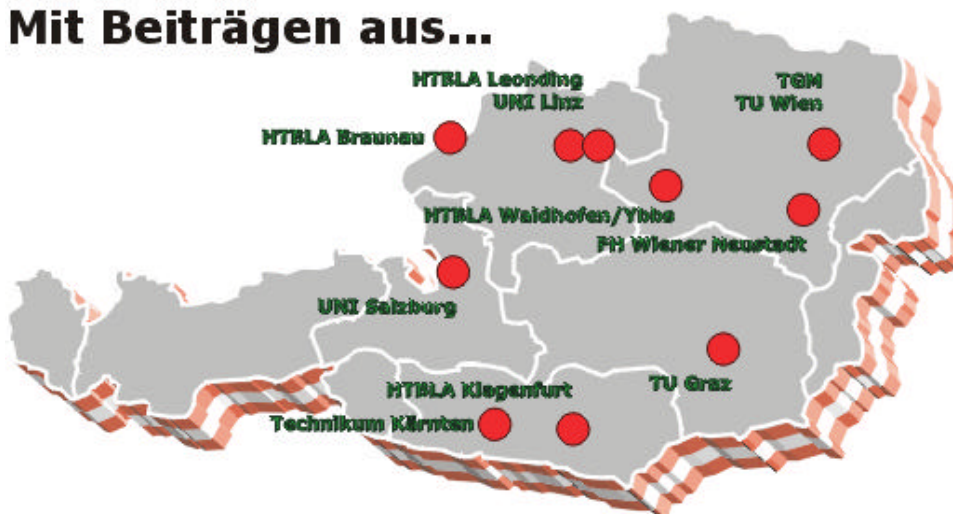 Mit Beiträgen aus...
HTBLA Leonding
UNI Linz
TGM
TU Wien
HTBLA Braunau
HTBLA Waidhofen/Ybbs
FH Wiener Neustadt
UNI Salzburg
HTBLA Klagenfurt
TU Graz
Technikum Kärnten